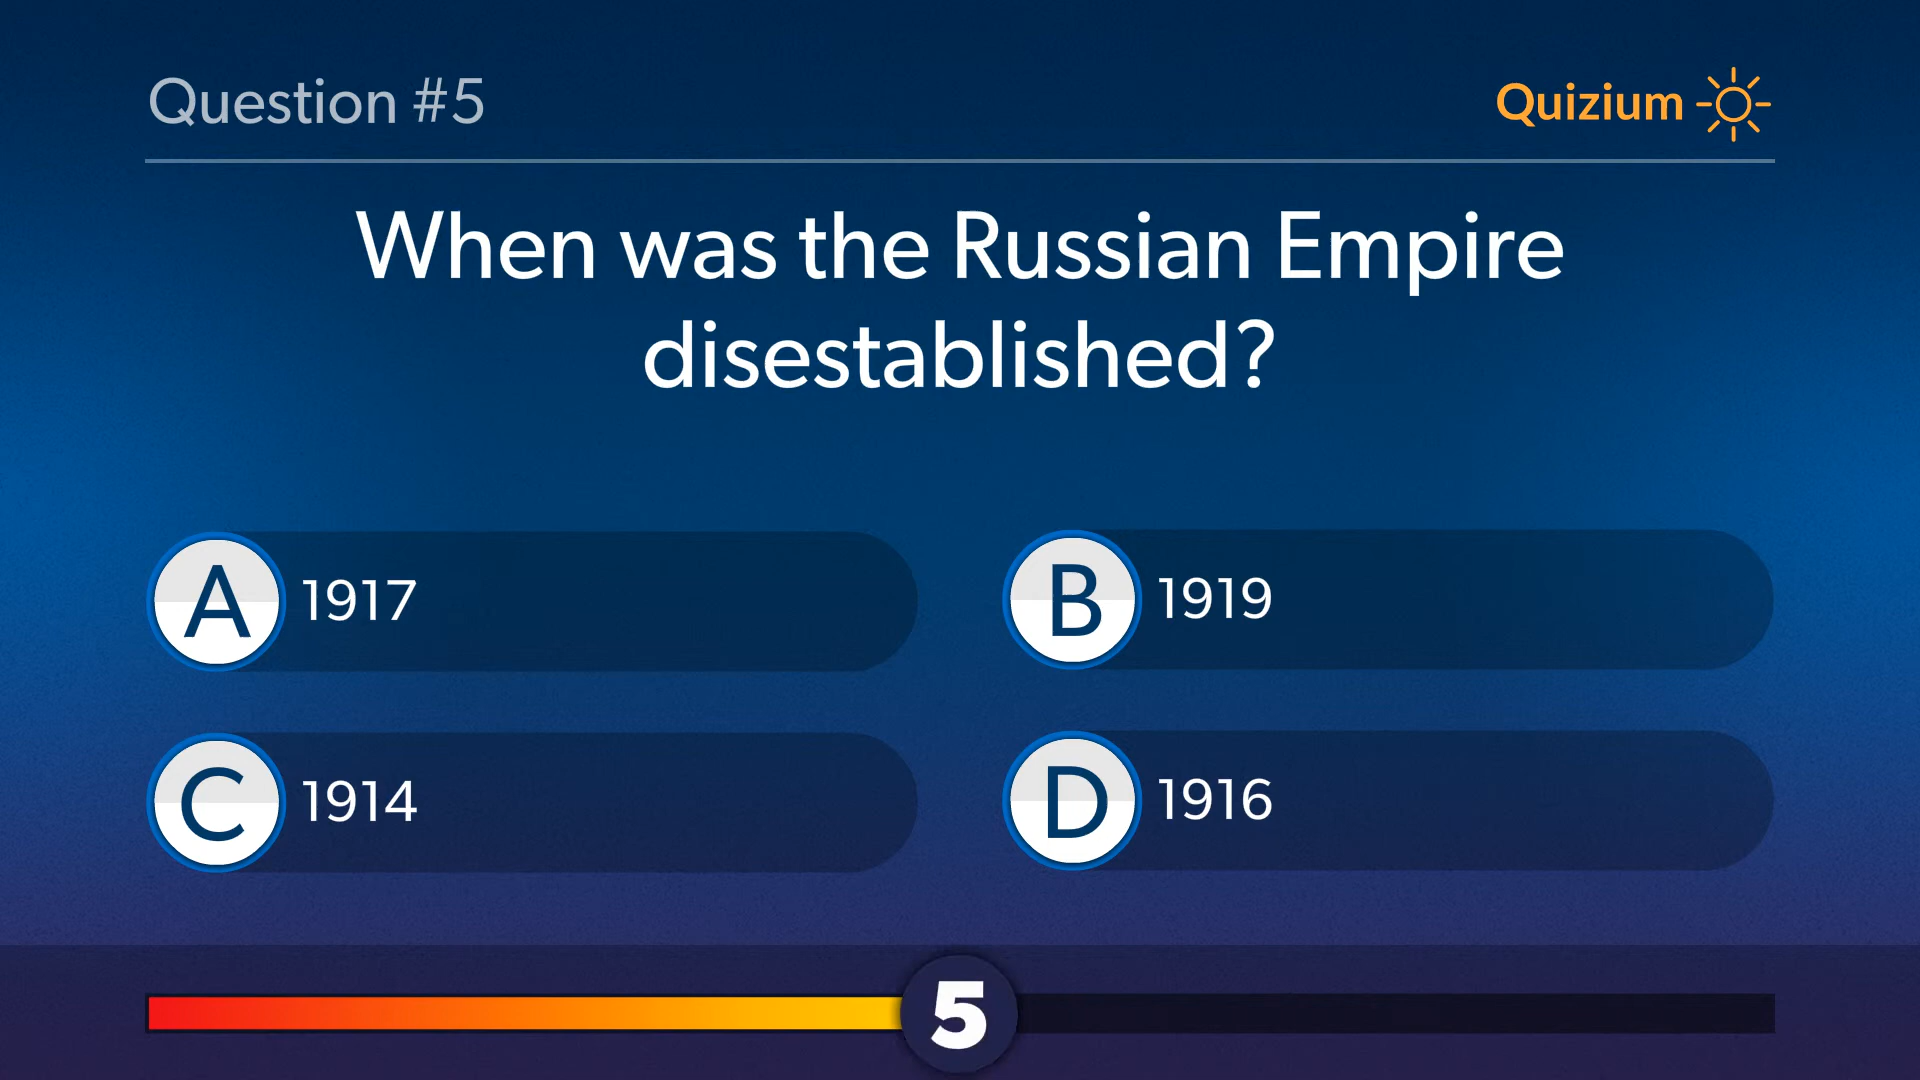 Question #5
Quizium
When was the Russian Empire
disestablished?
A 1917
B 1919
C 1914
D 1916
5